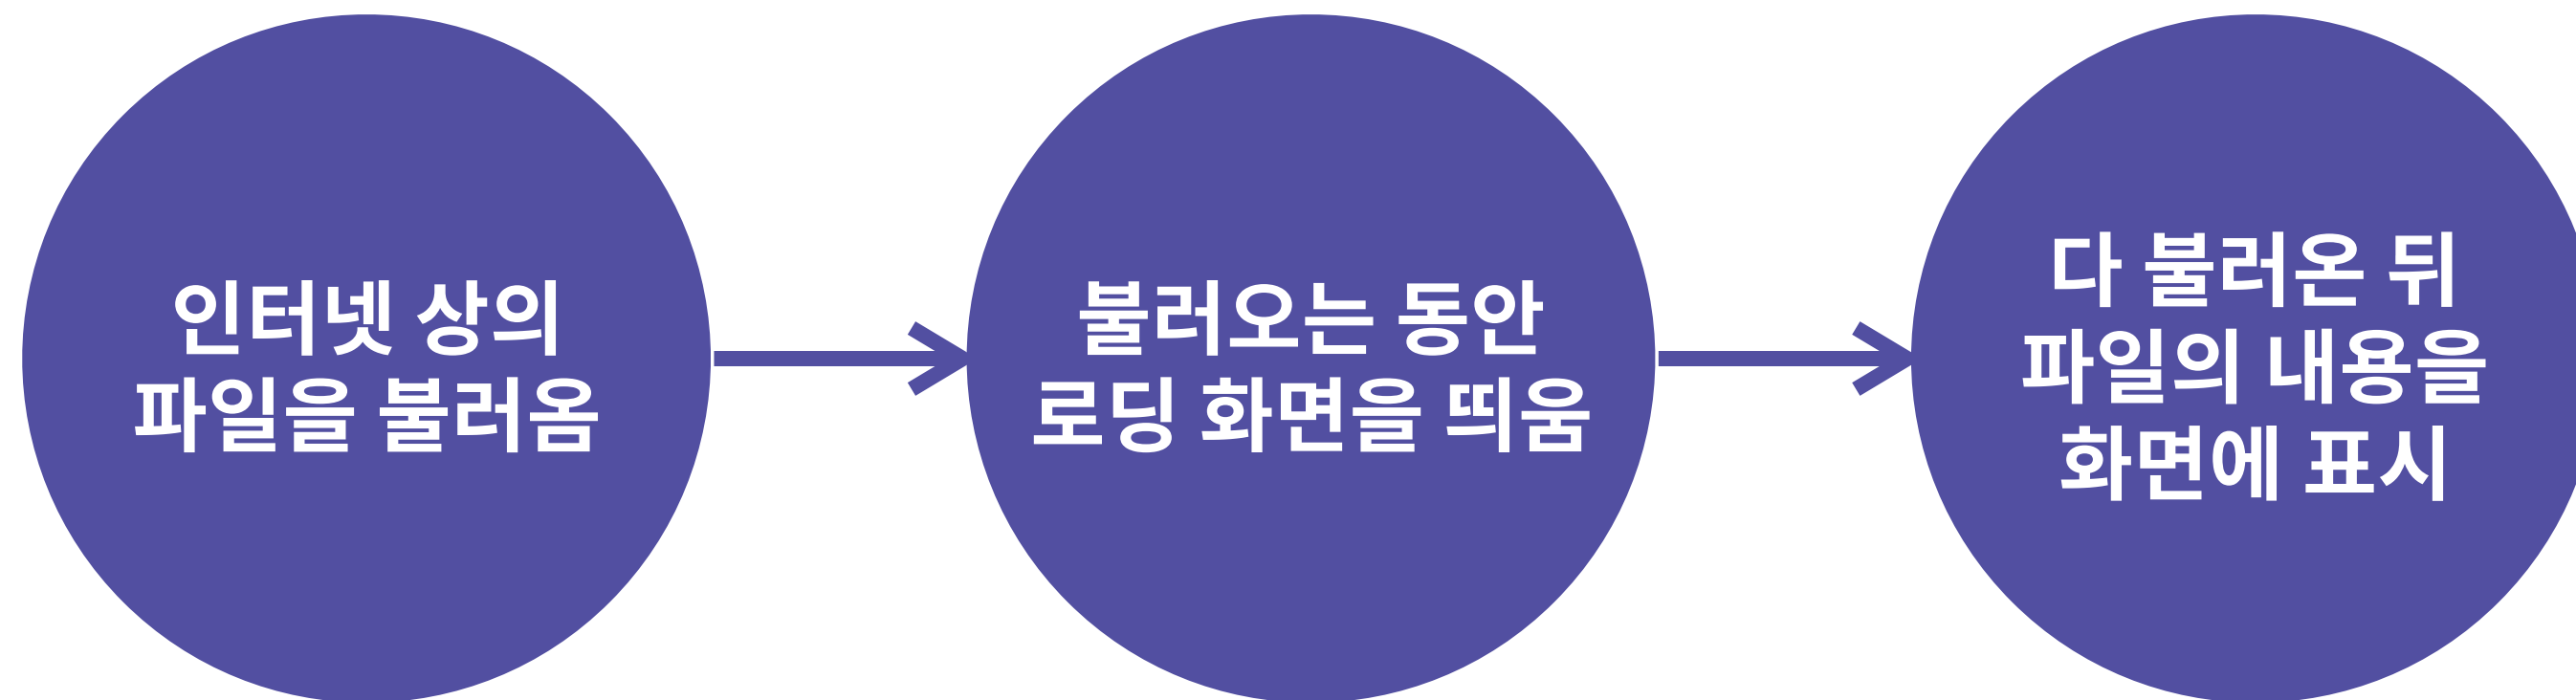 인터넷 상의
파일을 불러옴
불러오는 동안
로딩 화면을 띄움
다 불러온 뒤
파일의 내용을
화면에 표시